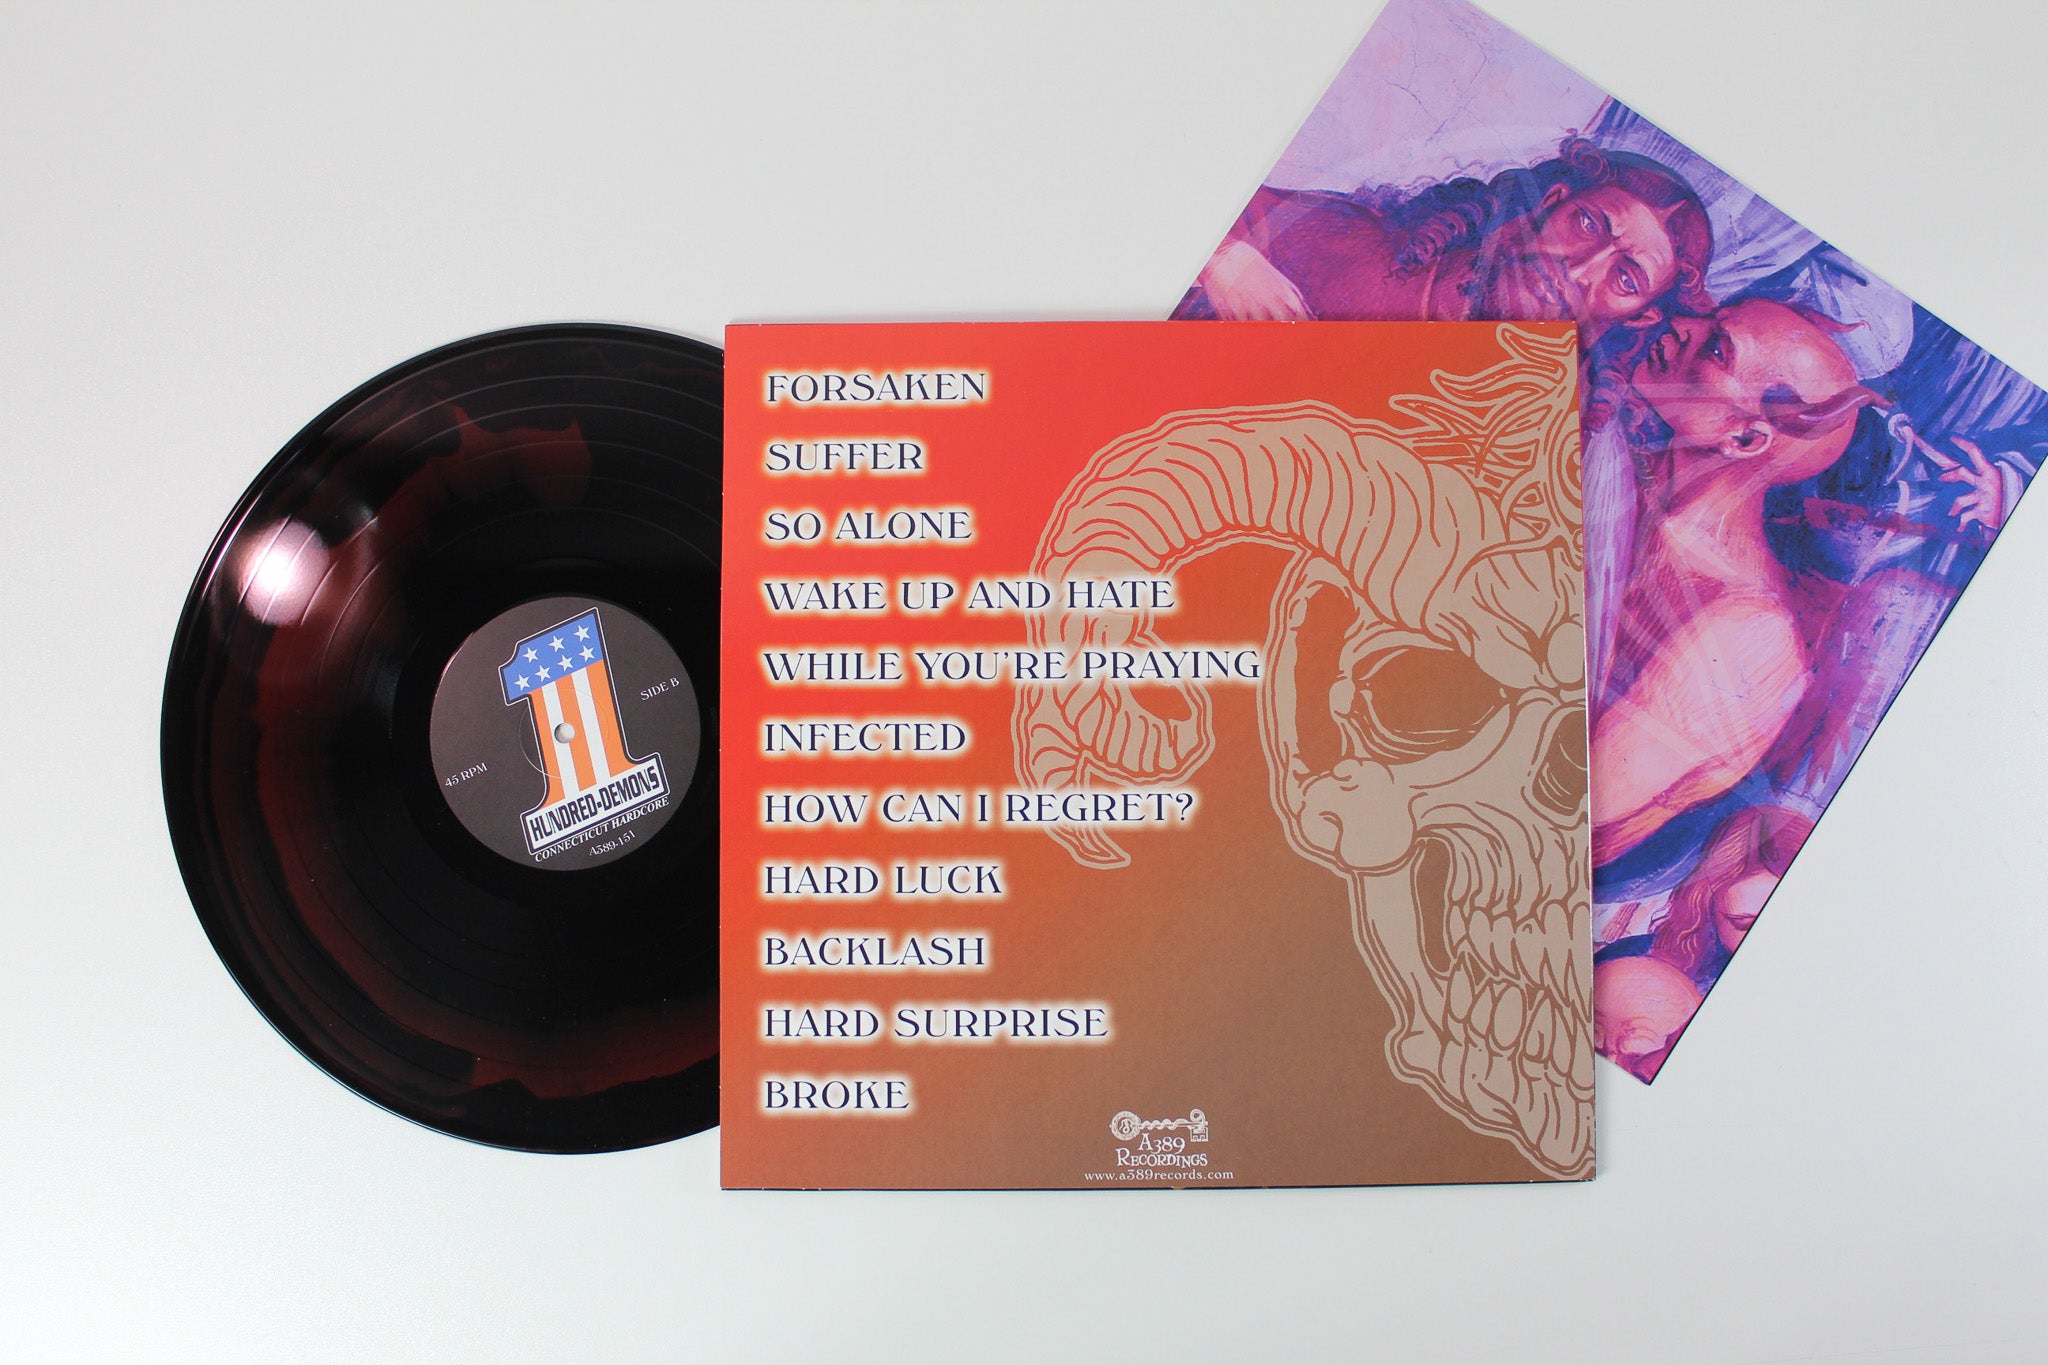 SIDE B
45 RPM
HUNDRED-DEMONS
CONNECTICUT HARDCORE
A389-151
FORSAKEN
SUFFER
SO ALONE
WAKE UP AND HATE
WHILE YOU'RE PRAYING
INFECTED
HOW CAN I REGRET?
HARD LUCK
BACKLASH
HARD SURPRISE
BROKE
A389
RECORDINGS
www.a389records.com